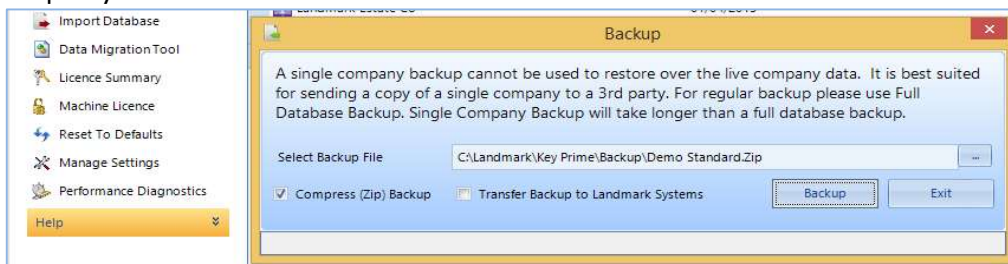 Import Database
Data Migration Tool
Licence Summary
Machine Licence
Reset To Defaults
Manage Settings
Performance Diagnostics
Help
Backup
A single company backup cannot be used to restore over the live company data. It is best suited
for sending a copy of a single company to a 3rd party. For regular backup please use Full
Database Backup. Single Company Backup will take longer than a full database backup.
Select Backup File C:\Landmark\Key Prime\Backup\Demo Standard.Zip ...
Compress (Zip) Backup Transfer Backup to Landmark Systems Backup Exit